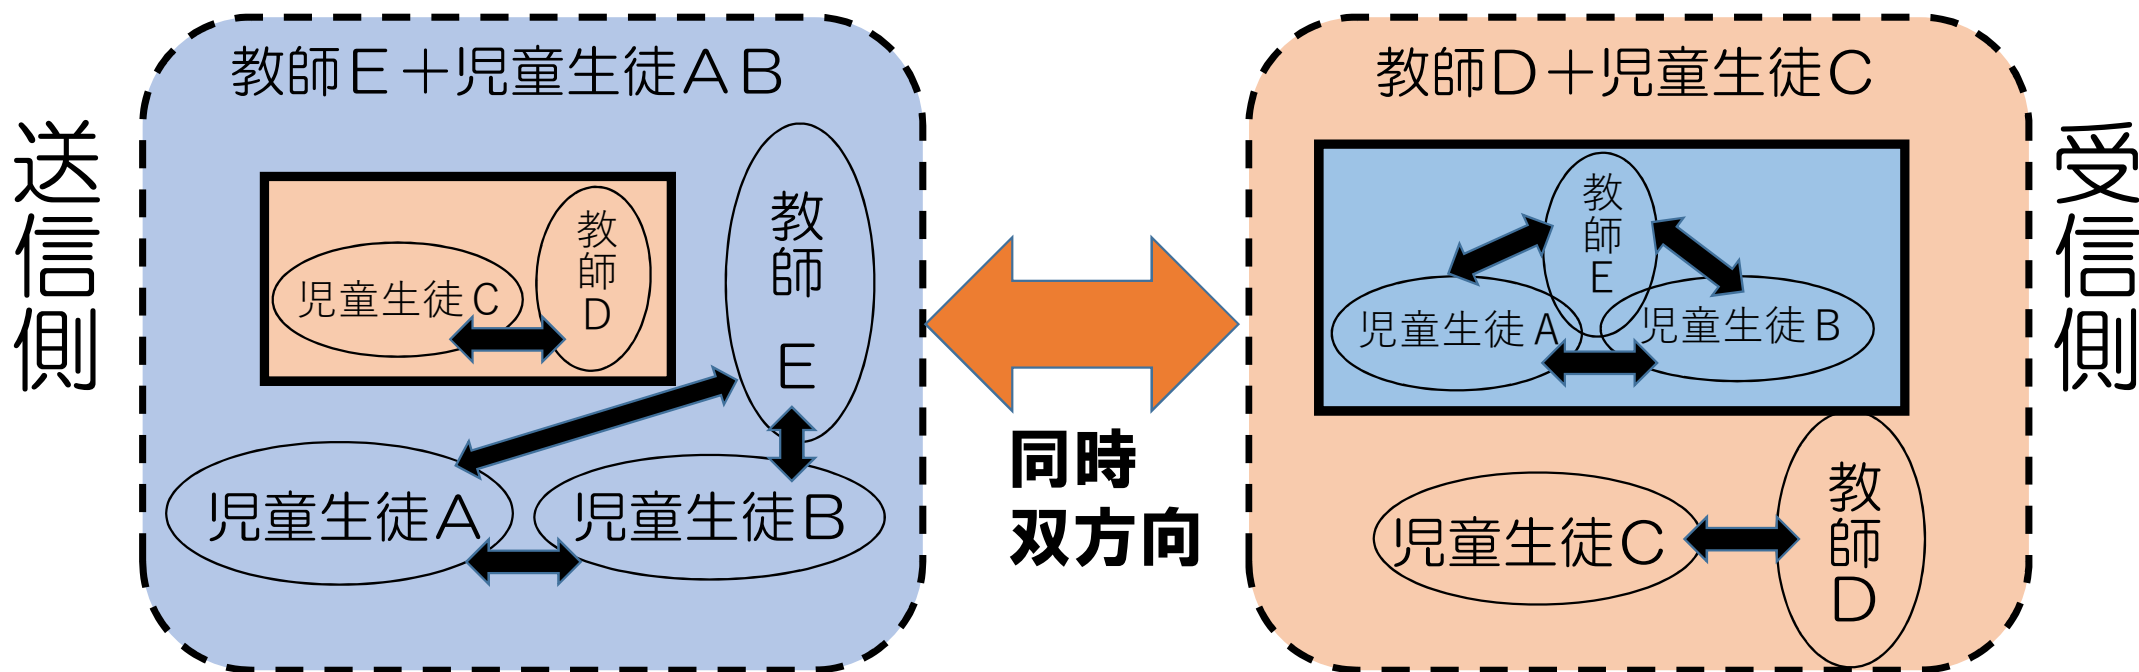 送信側
教師E＋児童生徒AB
児童生徒C
教師D
教師E
児童生徒A
児童生徒B
同時
双方向
教師D＋児童生徒C
教師E
児童生徒A
児童生徒B
児童生徒C
教師D
受信側